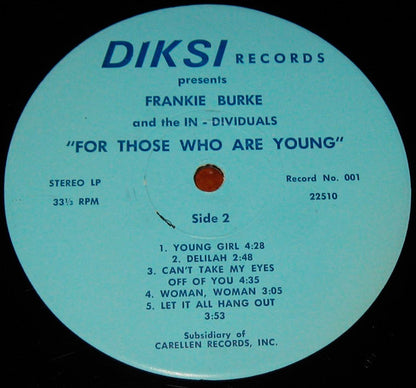 DIKSI RECORDS
presents
FRANKIE BURKE
and the IN - DIVIDUALS
"FOR THOSE WHO ARE YOUNG"
STEREO LP
33⅓ RPM
Record No. 001
22510
Side 2
1. YOUNG GIRL 4:28
2. DELILAH 2:48
3. CAN'T TAKE MY EYES
OFF OF YOU 4:35
4. WOMAN, WOMAN 3:05
5. LET IT ALL HANG OUT
3:53
Subsidiary of
CARELLEN RECORDS, INC.